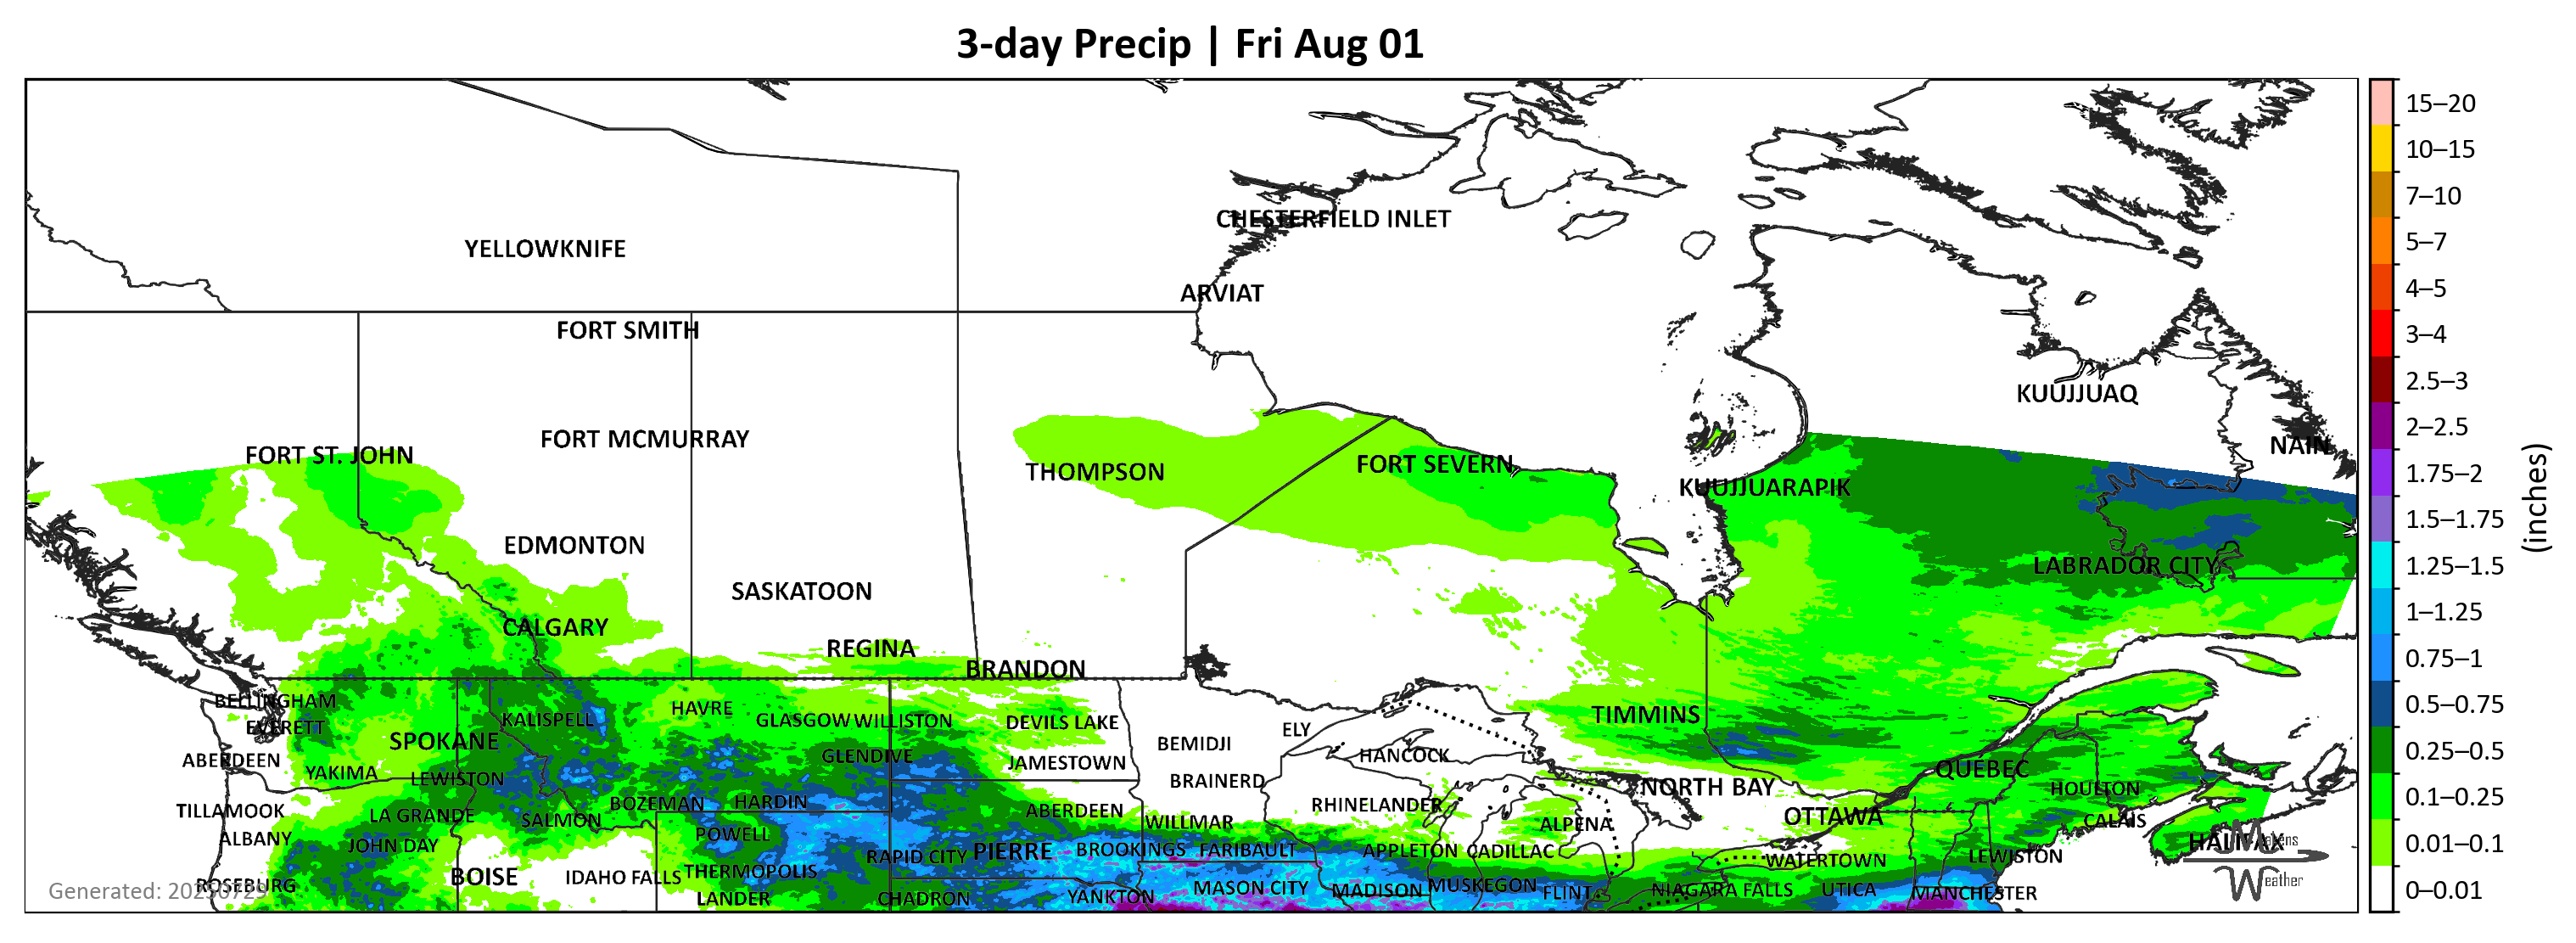 3-day Precip | Fri Aug 01
15–20
10–15
7–10
5–7
4–5
3–4
2.5–3
2–2.5
1.75–2
1.5–1.75
1.25–1.5
1–1.25
0.75–1
0.5–0.75
0.25–0.5
0.1–0.25
0.01–0.1
0–0.01
(inches)
CHESTERFIELD INLET
YELLOWKNIFE
ARVIAT
FORT SMITH
KUUJJUAQ
FORT MCMURRAY
NAIN
FORT ST. JOHN
THOMPSON
FORT SEVERN
KUUJJUARAPIK
EDMONTON
LABRADOR CITY
SASKATOON
CALGARY
REGINA
BRANDON
BELLINGHAM
KALISPELL
HAVRE
GLASGOW
WILLISTON
DEVILS LAKE
TIMMINS
EVERETT
ELY
SPOKANE
BEMIDJI
ABERDEEN
GLENDIVE
JAMESTOWN
HANCOCK
QUÉBEC
YAKIMA
LEWISTON
BRAINERD
NORTH BAY
HOULTON
TILLAMOOK
LA GRANDE
BOZEMAN
HARDIN
ABERDEEN
RHINELANDER
OTTAWA
CALAIS
SALMON
WILLMAR
ALPENA
ALBANY
JOHN DAY
POWELL
RAPID CITY
PIERRE
BROOKINGS
FARIBAULT
APPLETON
CADILLAC
WATERTOWN
LEWISTON
HALIFAX
Matens
Weather
BOISE
IDAHO FALLS
THERMOPOLIS
ROSEBURG
LANDER
CHADRON
YANKTON
MASON CITY
MADISON
MUSKEGON
FLINT
NIAGARA FALLS
UTICA
MANCHESTER
Generated: 20250729